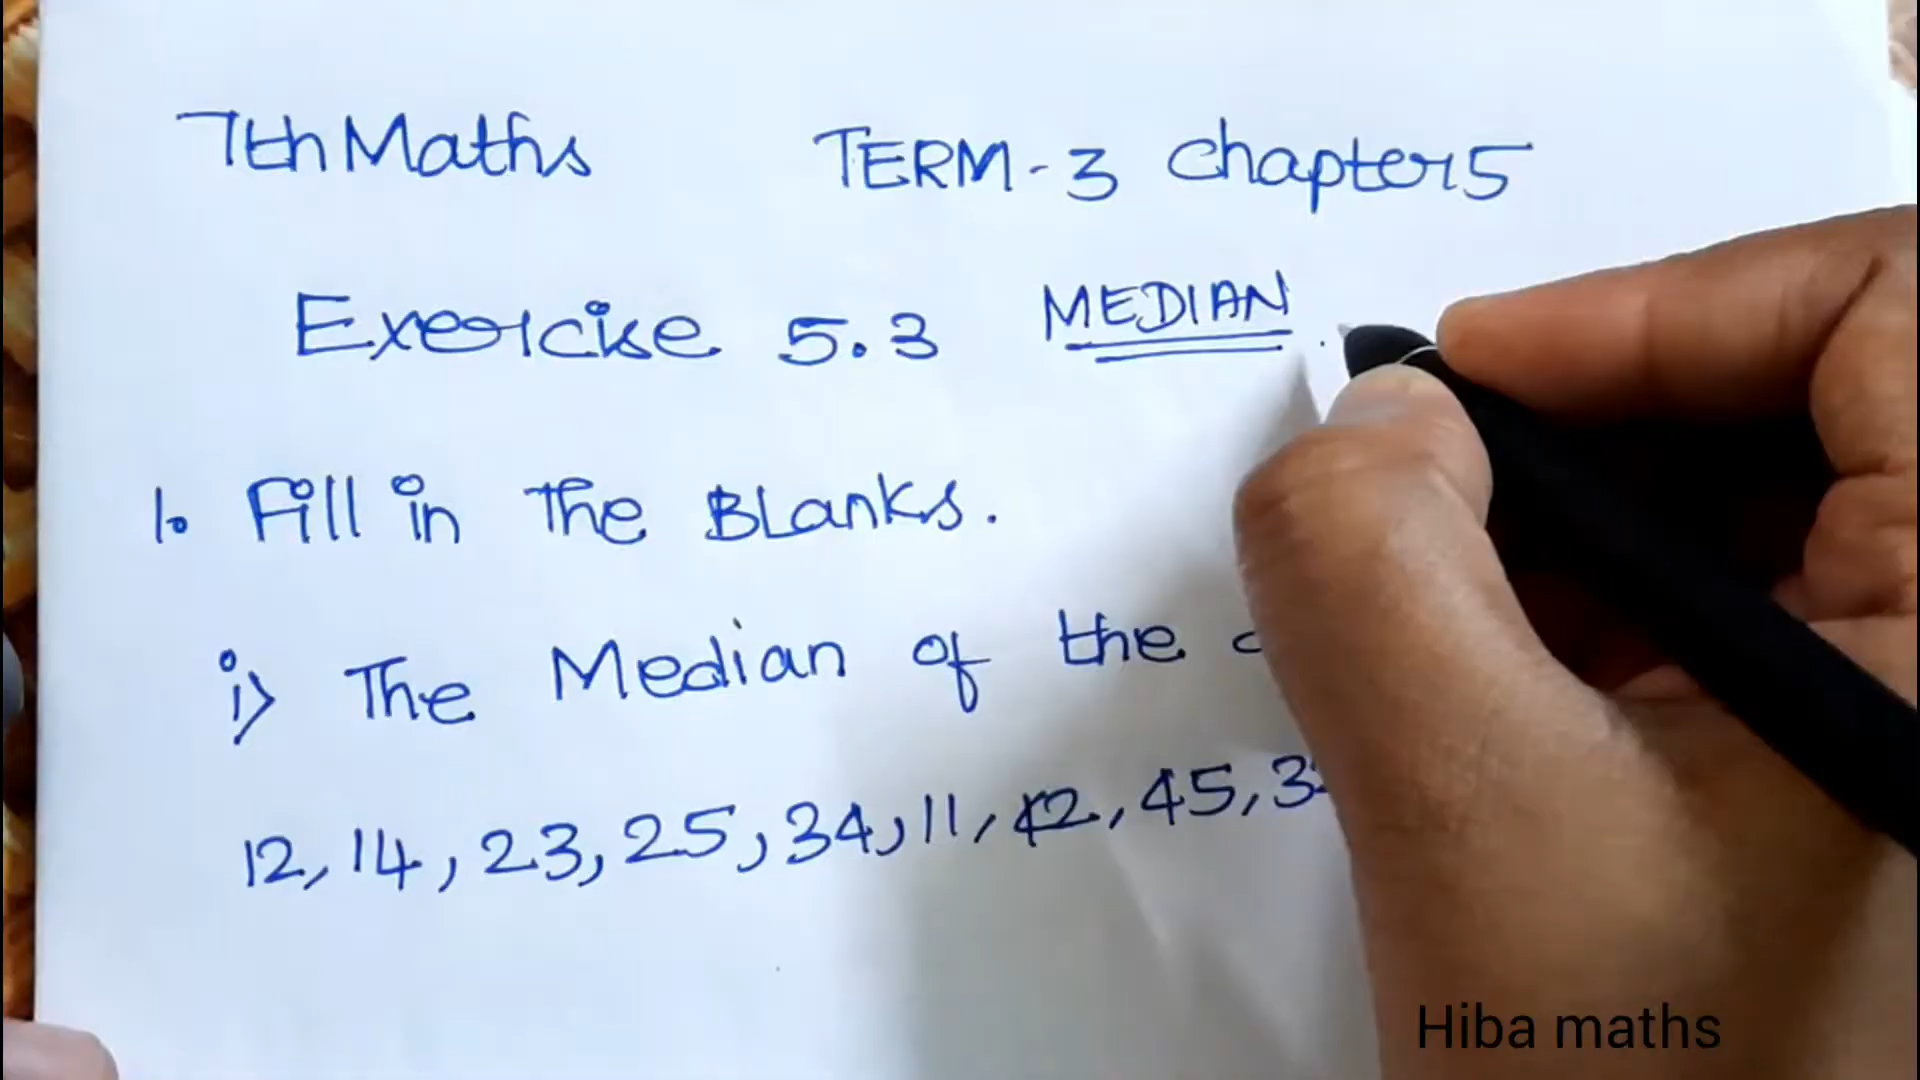 7th Maths TERM-3 Chapter 5
Exercise 5.3 MEDIAN
1. Fill in the Blanks.
i) The Median of the
12, 14, 23, 25, 34, 11, 42, 45, 3
Hiba maths